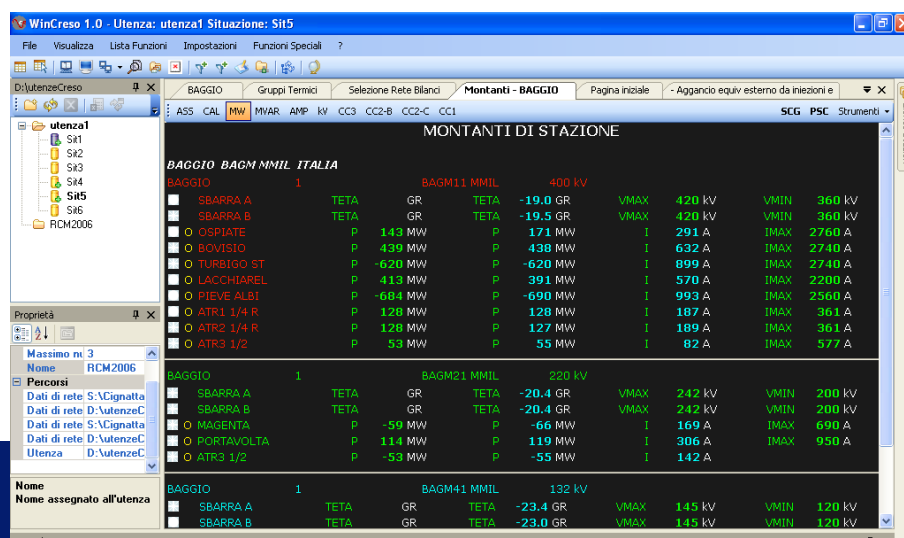 WinCreso 1.0 - Utenza: utenza1 Situazione: Sit5
File Visualizza Lista Funzioni Impostazioni Funzioni Speciali ?
D:\utenzeCreso
BAGGIO Gruppi Termici Selezione Rete Bilanci Montanti - BAGGIO Pagina iniziale - Aggancio equiv esterno da iniezioni e
ASS CAL MW MVAR AMP kV CC3 CC2-B CC2-C CC1 SCG PSC Strumenti
utenza1
Sit1
Sit2
Sit3
Sit4
Sit5
Sit6
RCM2006
MONTANTI DI STAZIONE
BAGGIO BAGM MMIL ITALIA
BAGGIO 1 BAGM11 MMIL 400 kV
SBARRA A TETA GR TETA -19.0 GR VMAX 420 kV VMIN 360 kV
SBARRA B TETA GR TETA -19.5 GR VMAX 420 kV VMIN 360 kV
O OSPIATE P 143 MW P 171 MW I 291 A IMAX 2760 A
O BOVISIO P 439 MW P 438 MW I 632 A IMAX 2740 A
O TURBIGO ST P -620 MW P -620 MW I 899 A IMAX 2740 A
O LACCHIAREL P 413 MW P 391 MW I 570 A IMAX 2200 A
O PIEVE ALBI P -684 MW P -690 MW I 993 A IMAX 2560 A
O ATR1 1/4 R P 128 MW P 128 MW I 187 A IMAX 361 A
O ATR2 1/4 R P 128 MW P 127 MW I 189 A IMAX 361 A
O ATR3 1/2 P 53 MW P 55 MW I 82 A IMAX 577 A
BAGGIO 1 BAGM21 MMIL 220 kV
SBARRA A TETA GR TETA -20.4 GR VMAX 242 kV VMIN 200 kV
SBARRA B TETA GR TETA -20.4 GR VMAX 242 kV VMIN 200 kV
O MAGENTA P -59 MW P -66 MW I 169 A IMAX 690 A
O PORTAVOLTA P 114 MW P 119 MW I 306 A IMAX 950 A
O ATR3 1/2 P -53 MW P -55 MW I 142 A
BAGGIO 1 BAGM41 MMIL 132 kV
SBARRA A TETA GR TETA -23.4 GR VMAX 145 kV VMIN 120 kV
SBARRA B TETA GR TETA -23.0 GR VMAX 145 kV VMIN 120 kV
Proprietà
Massimo nu 3
Nome RCM2006
Percorsi
Dati di rete S:\Cignatta
Dati di rete D:\utenzeC
Dati di rete S:\Cignatta
Dati di rete D:\utenzeC
Utenza D:\utenzeC
Nome
Nome assegnato all'utenza